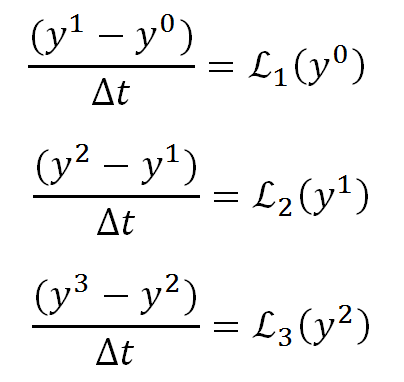 (y¹ − y⁰)/Δt = ℒ₁(y⁰)
(y² − y¹)/Δt = ℒ₂(y¹)
(y³ − y²)/Δt = ℒ₃(y²)